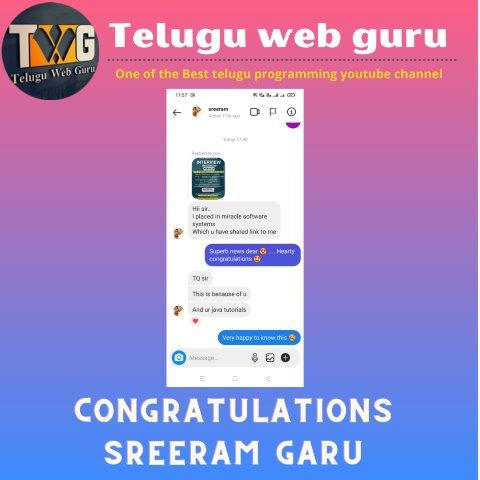 TWG
Telugu Web Guru
Telugu web guru
One of the Best telugu programming youtube channel
17:57
sreeram
Active 11m ago
Today 17:30
Replied to you
INTERVIEW
Hii sir..
I placed in miracle software
systems
Which u have shared link to me
Superb news dear 😍 .... Hearty
congratulations 🤩
TQ sir
This is because of u
And ur java tutorials
❤️
Very happy to know this 🥰
Message...
CONGRATULATIONS
SREERAM GARU